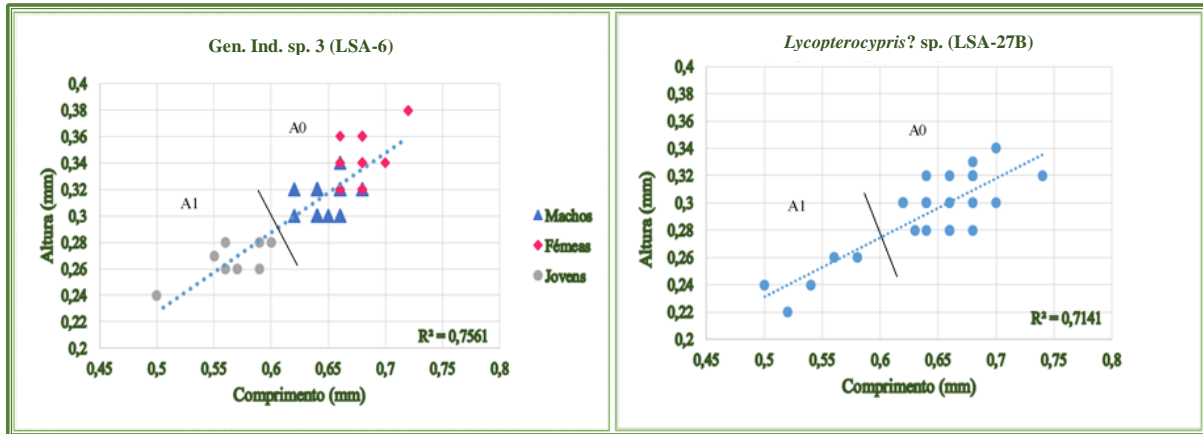 Gen. Ind. sp. 3 (LSA-6)
0,4
0,38
0,36
0,34
0,32
0,3
0,28
0,26
0,24
0,22
0,2
Altura (mm)
A0
A1
Machos
Fémeas
Jovens
R² = 0,7561
0,45 0,5 0,55 0,6 0,65 0,7 0,75 0,8
Comprimento (mm)
Lycopterocypris? sp. (LSA-27B)
0,4
0,38
0,36
0,34
0,32
0,3
0,28
0,26
0,24
0,22
0,2
Altura (mm)
A0
A1
R² = 0,7141
0,45 0,5 0,55 0,6 0,65 0,7 0,75 0,8
Comprimento (mm)